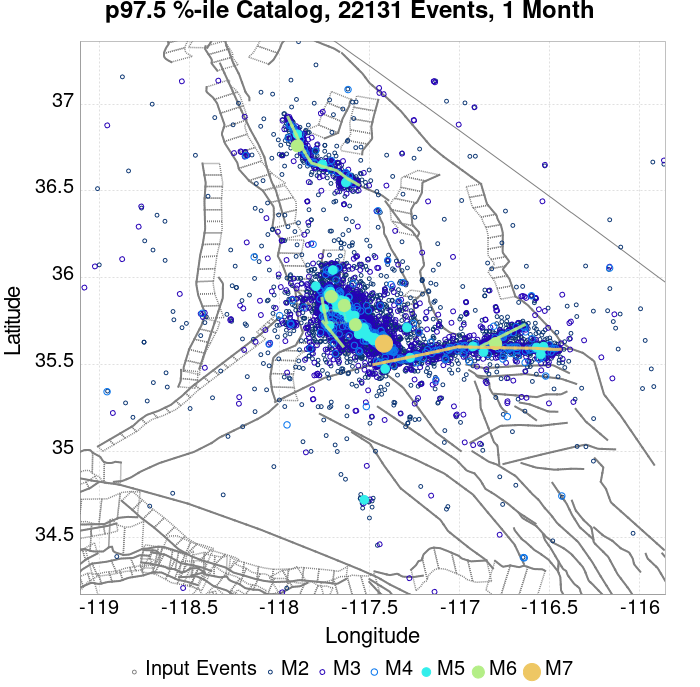 p97.5 %-ile Catalog, 22131 Events, 1 Month
37
36.5
36
35.5
35
34.5
Latitude
-119 -118.5 -118 -117.5 -117 -116.5 -116
Longitude
Input Events M2 M3 M4 M5 M6 M7